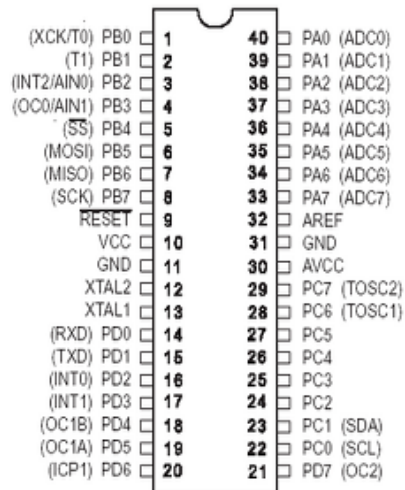 (XCK/T0) PB0 1 40 PA0 (ADC0)
(T1) PB1 2 39 PA1 (ADC1)
(INT2/AIN0) PB2 3 38 PA2 (ADC2)
(OC0/AIN1) PB3 4 37 PA3 (ADC3)
(SS) PB4 5 36 PA4 (ADC4)
(MOSI) PB5 6 35 PA5 (ADC5)
(MISO) PB6 7 34 PA6 (ADC6)
(SCK) PB7 8 33 PA7 (ADC7)
RESET 9 32 AREF
VCC 10 31 GND
GND 11 30 AVCC
XTAL2 12 29 PC7 (TOSC2)
XTAL1 13 28 PC6 (TOSC1)
(RXD) PD0 14 27 PC5
(TXD) PD1 15 26 PC4
(INT0) PD2 16 25 PC3
(INT1) PD3 17 24 PC2
(OC1B) PD4 18 23 PC1 (SDA)
(OC1A) PD5 19 22 PC0 (SCL)
(ICP1) PD6 20 21 PD7 (OC2)